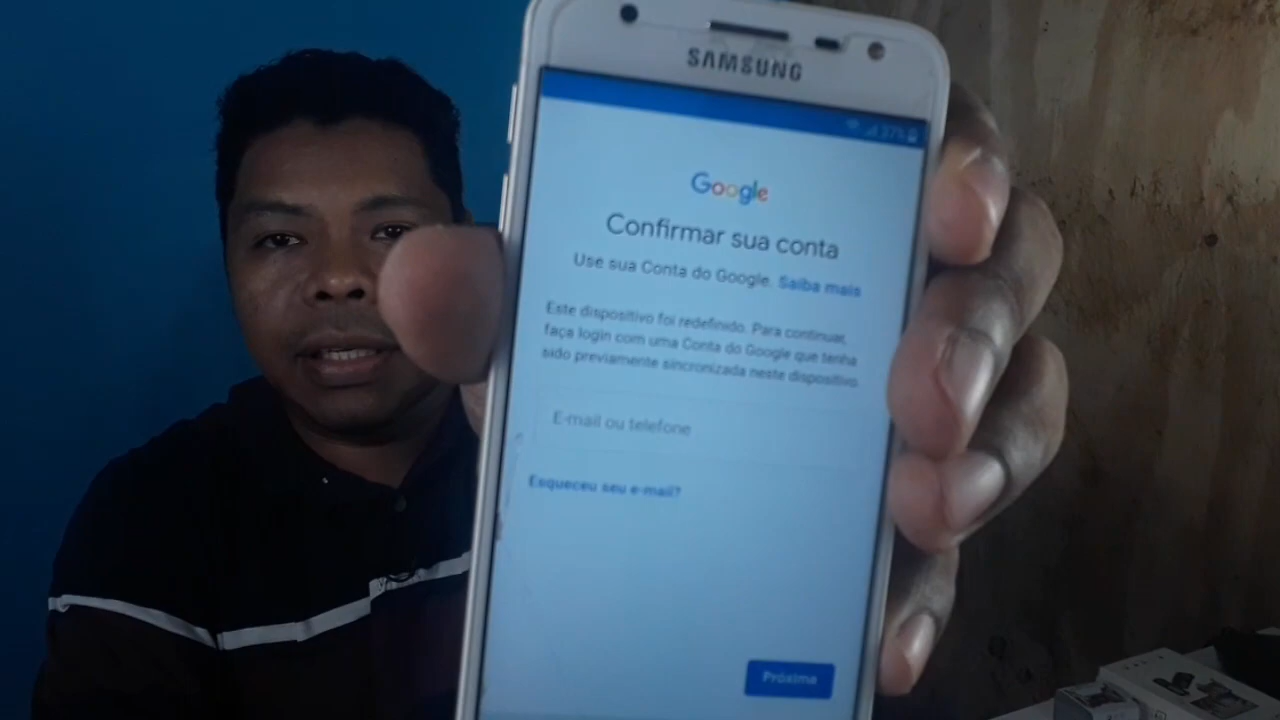 SAMSUNG
37%
Google
Confirmar sua conta
Use sua Conta do Google. Saiba mais
Este dispositivo foi redefinido. Para continuar,
faça login com uma Conta do Google que tenha
sido previamente sincronizada neste dispositivo.
E-mail ou telefone
Esqueceu seu e-mail?
Próxima